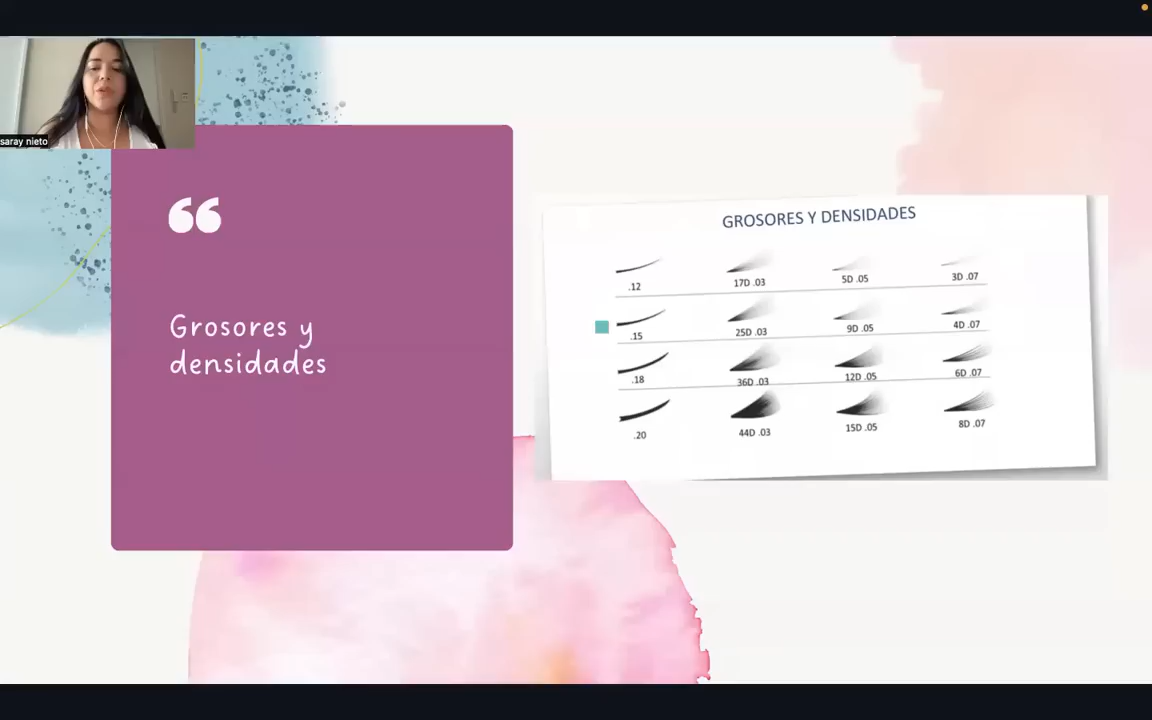 saray nieto
“
Grosores y
densidades
GROSORES Y DENSIDADES
.12 17D .03 5D .05 3D .07
.15 25D .03 9D .05 4D .07
.18 36D .03 12D .05 6D .07
.20 44D .03 15D .05 8D .07